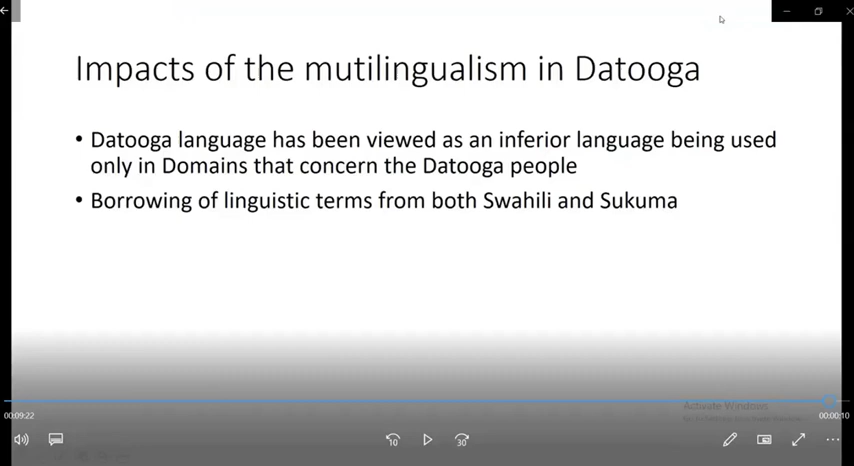 Impacts of the mutilingualism in Datooga
• Datooga language has been viewed as an inferior language being used
only in Domains that concern the Datooga people
• Borrowing of linguistic terms from both Swahili and Sukuma
Activate Windows
00:09:22
00:00:10
10
30